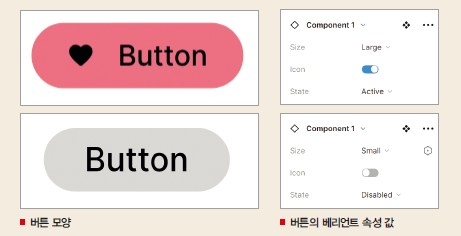 Button
Component 1
Size Large
Icon
State Active
Button
Component 1
Size Small
Icon
State Disabled
버튼 모양
버튼의 베리언트 속성 값